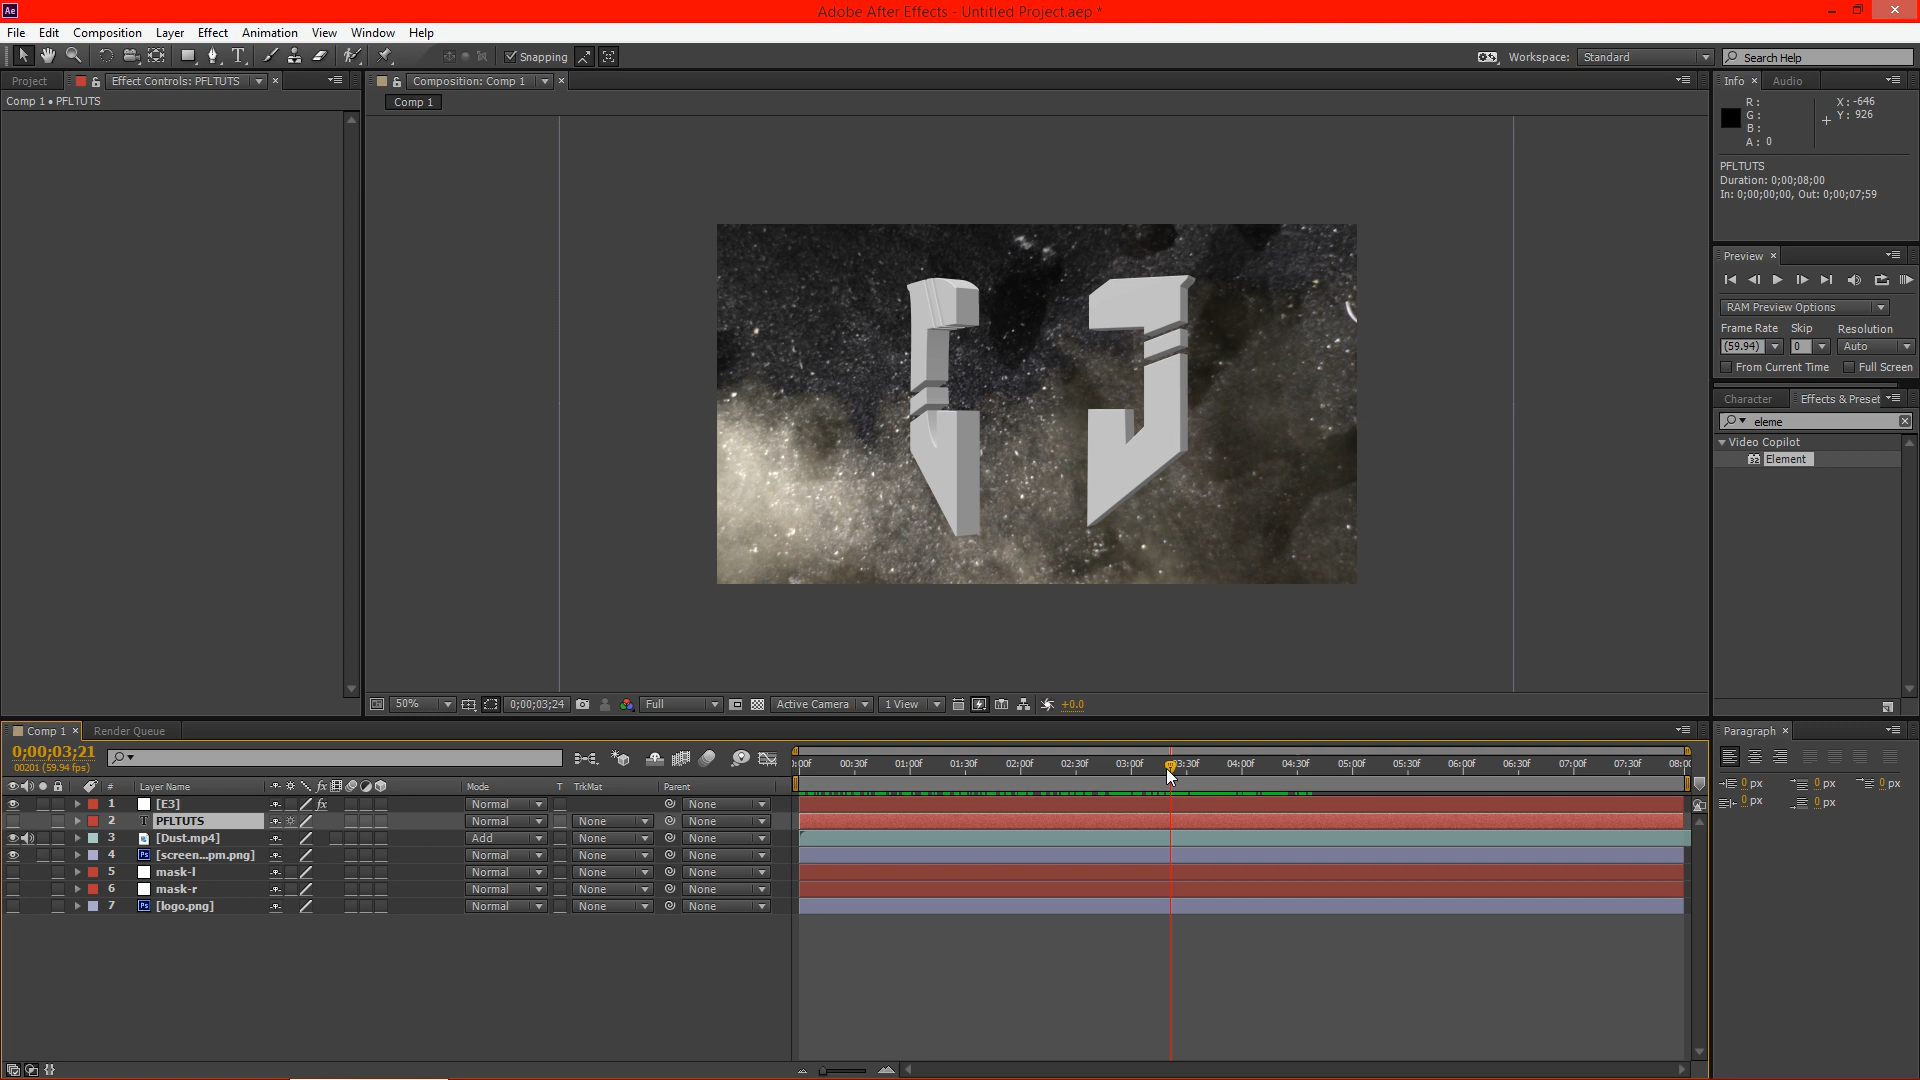 Ae Adobe After Effects - Untitled Project.aep *
File Edit Composition Layer Effect Animation View Window Help
T Snapping Workspace: Standard Search Help
Project Effect Controls: PFLTUTS Composition: Comp 1 Info Audio
Comp 1 • PFLTUTS
Comp 1
R :
G :
B :
A : 0
X : -646
Y : 926
PFLTUTS
Duration: 0;00;08;00
In: 0;00;00;00, Out: 0;00;07;59
Preview
RAM Preview Options
Frame Rate Skip Resolution
(59.94) 0 Auto
From Current Time Full Screen
Character Effects & Preset
eleme
Video Copilot
32 Element
50% 0;00;03;24 Full Active Camera 1 View +0.0
Comp 1 Render Queue
Paragraph
0;00;03;21
00201 (59.94 fps)
0 px 0 px 0 px
0 px 0 px
00f 00:30f 01:00f 01:30f 02:00f 02:30f 03:00f 03:30f 04:00f 04:30f 05:00f 05:30f 06:00f 06:30f 07:00f 07:30f 08:00
# Layer Name fx Mode T TrkMat Parent
1 [E3] fx Normal None
2 T PFLTUTS Normal None None
3 [Dust.mp4] Add None None
4 Ps [screen...pm.png] Normal None None
5 mask-l Normal None None
6 mask-r Normal None None
7 Ps [logo.png] Normal None None